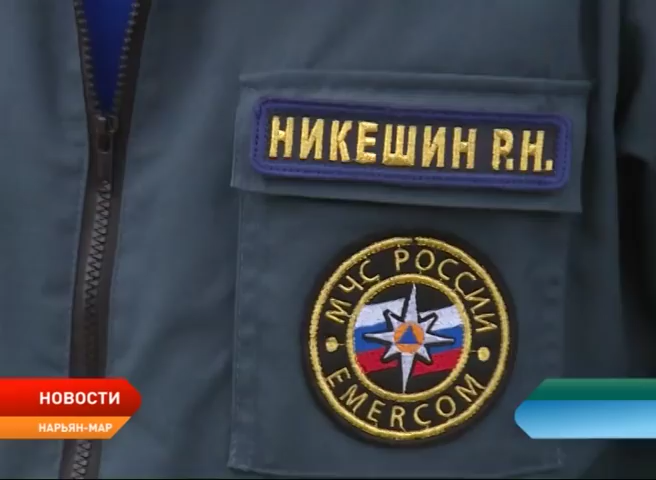 НИКЕШИН Р.Н.
МЧС РОССИИ
EMERCOM
НОВОСТИ
НАРЬЯН-МАР